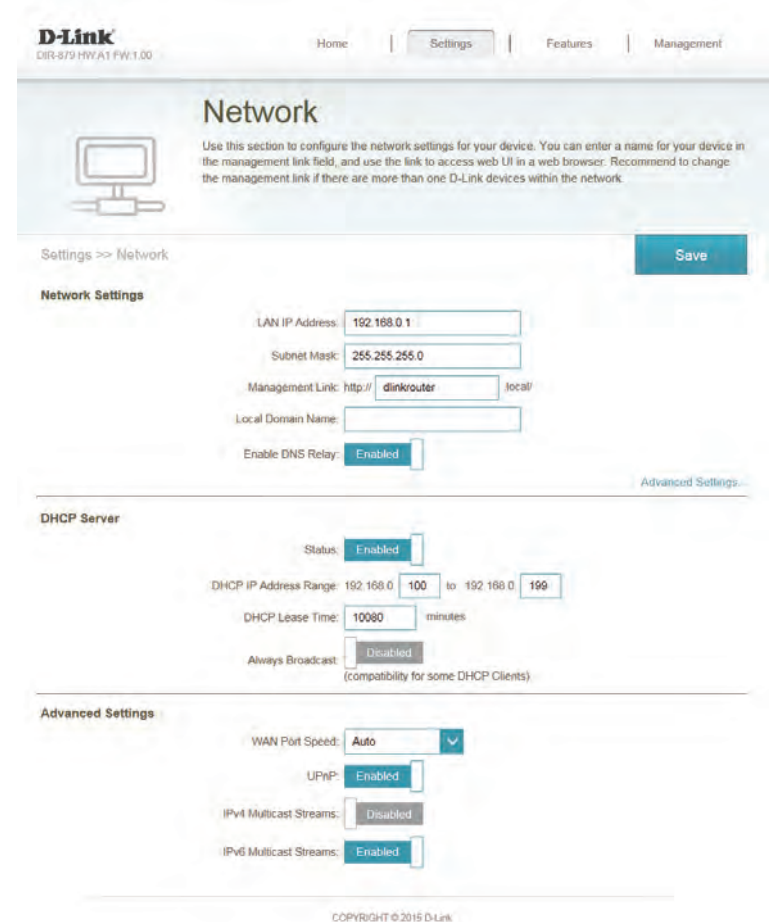 D-Link
DIR-879 HW:A1 FW:1.00
Home | Settings | Features | Management
Network
Use this section to configure the network settings for your device. You can enter a name for your device in
the management link field, and use the link to access web UI in a web browser. Recommend to change
the management link if there are more than one D-Link devices within the network.
Settings >> Network
Save
Network Settings
LAN IP Address: 192.168.0.1
Subnet Mask: 255.255.255.0
Management Link: http:// dlinkrouter .local/
Local Domain Name:
Enable DNS Relay: Enabled
Advanced Settings...
DHCP Server
Status: Enabled
DHCP IP Address Range: 192.168.0. 100 to 192.168.0. 199
DHCP Lease Time: 10080 minutes
Always Broadcast: Disabled
(compatibility for some DHCP Clients)
Advanced Settings
WAN Port Speed: Auto
UPnP: Enabled
IPv4 Multicast Streams: Disabled
IPv6 Multicast Streams: Enabled
COPYRIGHT © 2015 D-Link